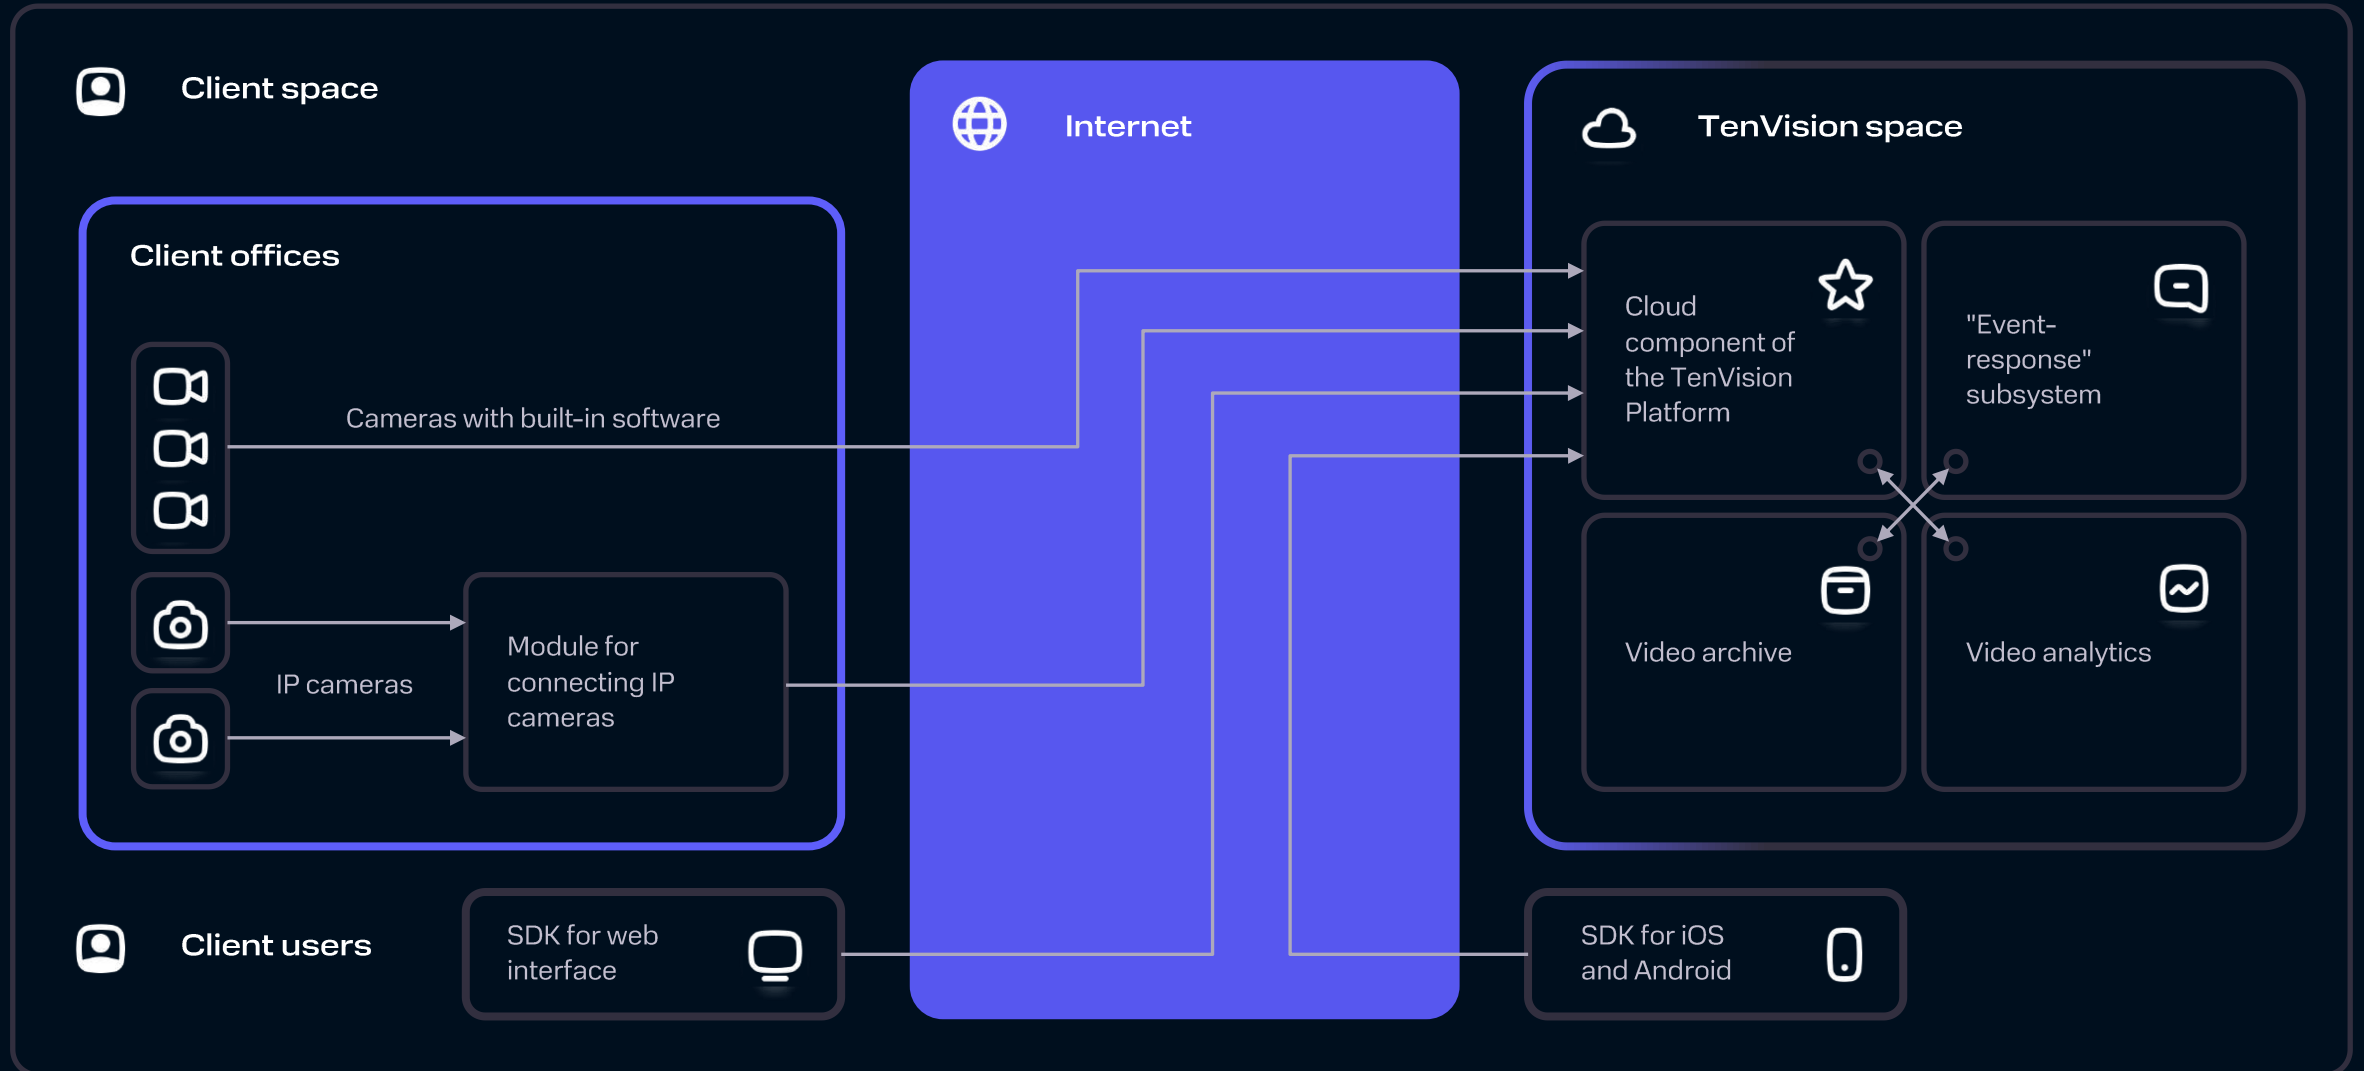 Client space
Internet
TenVision space
Client offices
Cameras with built-in software
IP cameras
Module for
connecting IP
cameras
Cloud
component of
the TenVision
Platform
"Event-
response"
subsystem
Video archive
Video analytics
Client users
SDK for web
interface
SDK for iOS
and Android